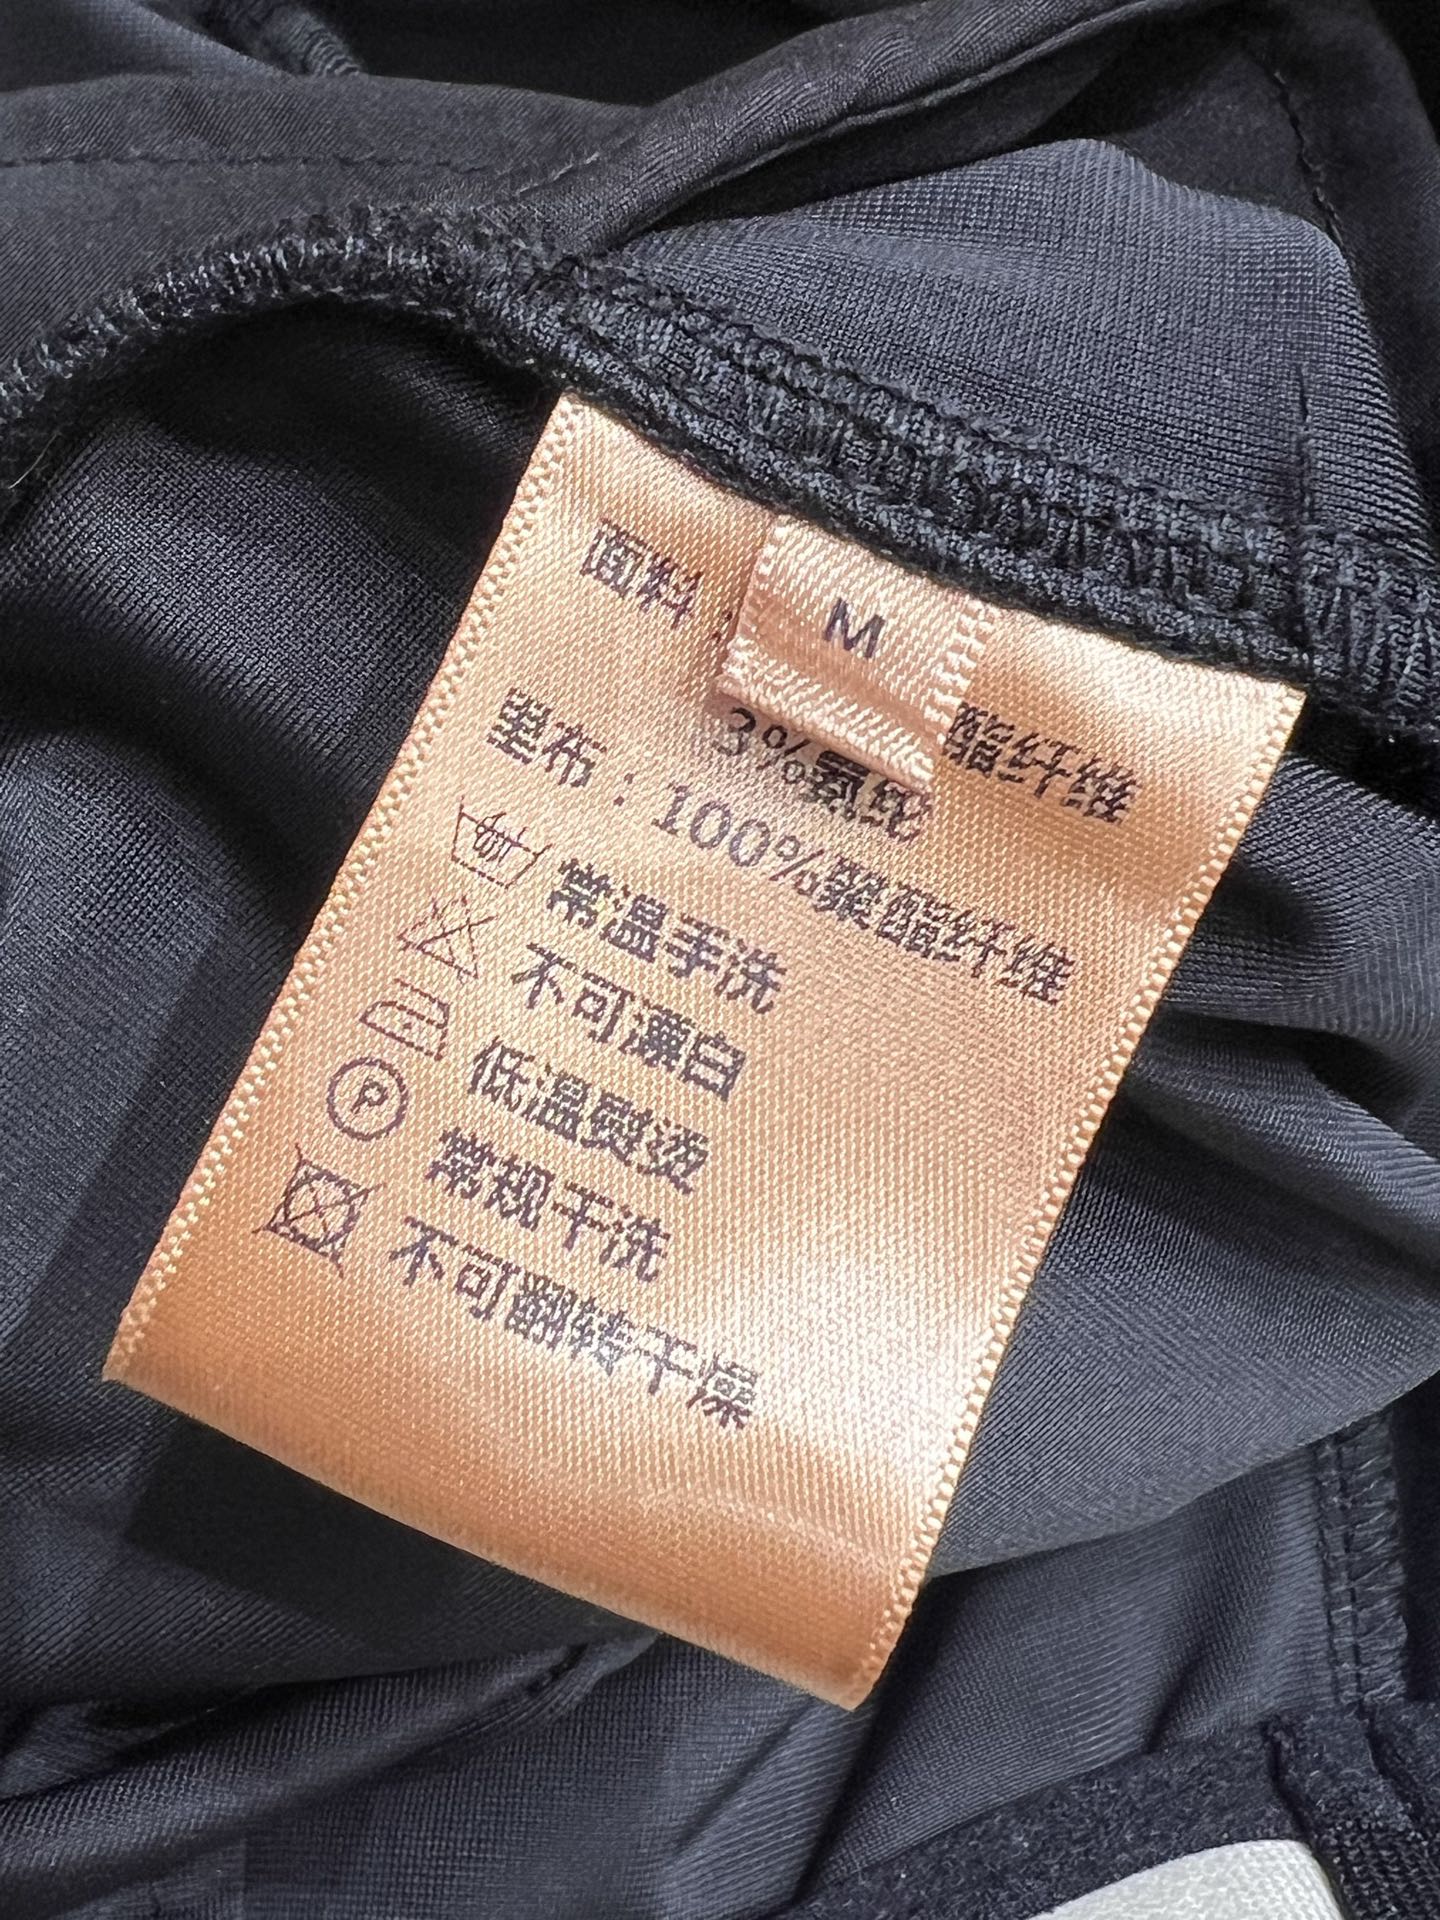 M
面料：
酯纤维
3%氨纶
里布：100%聚酯纤维
常温手洗
不可漂白
低温熨烫
P 常规干洗
不可翻转干燥